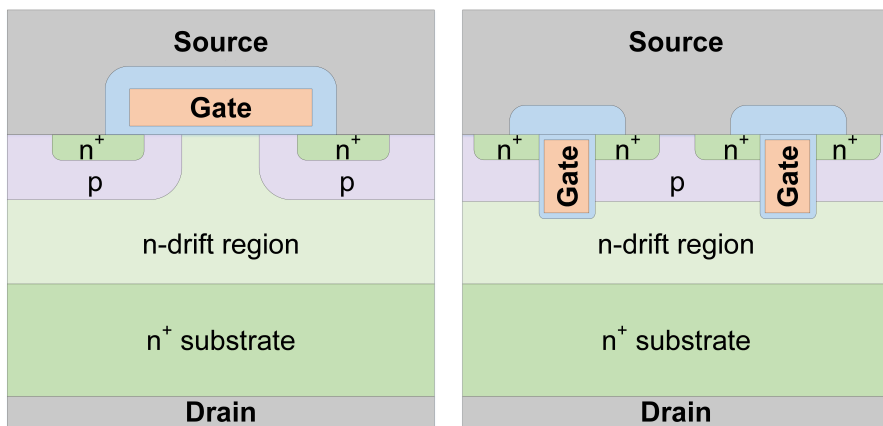 Source
Gate
n⁺ n⁺
p p
n-drift region
n⁺ substrate
Drain
Source
n⁺ Gate n⁺ n⁺ Gate n⁺
p
n-drift region
n⁺ substrate
Drain